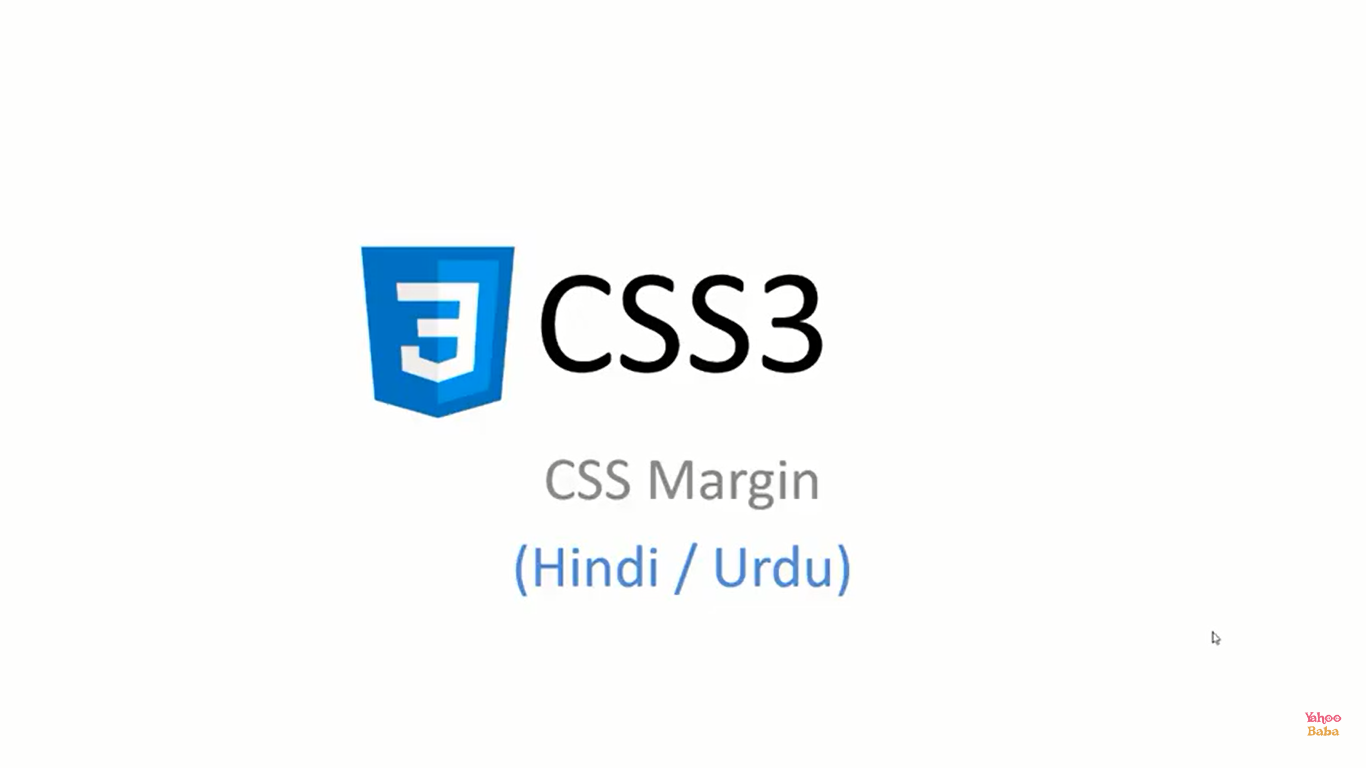 3 CSS3
CSS Margin
(Hindi / Urdu)
Yahoo
Baba